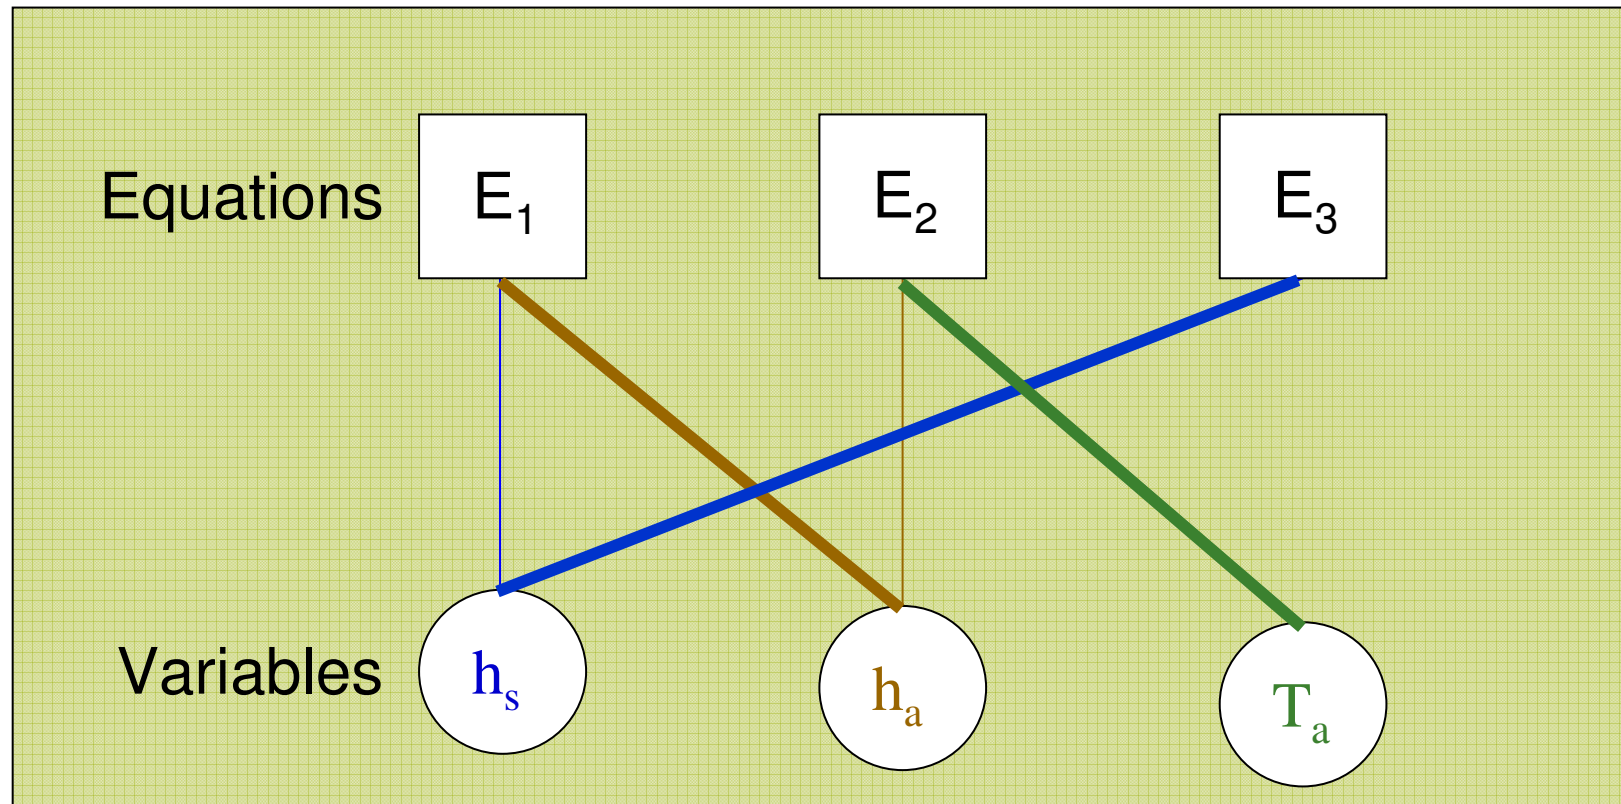 Equations E₁ E₂ E₃
Variables hₛ hₐ Tₐ